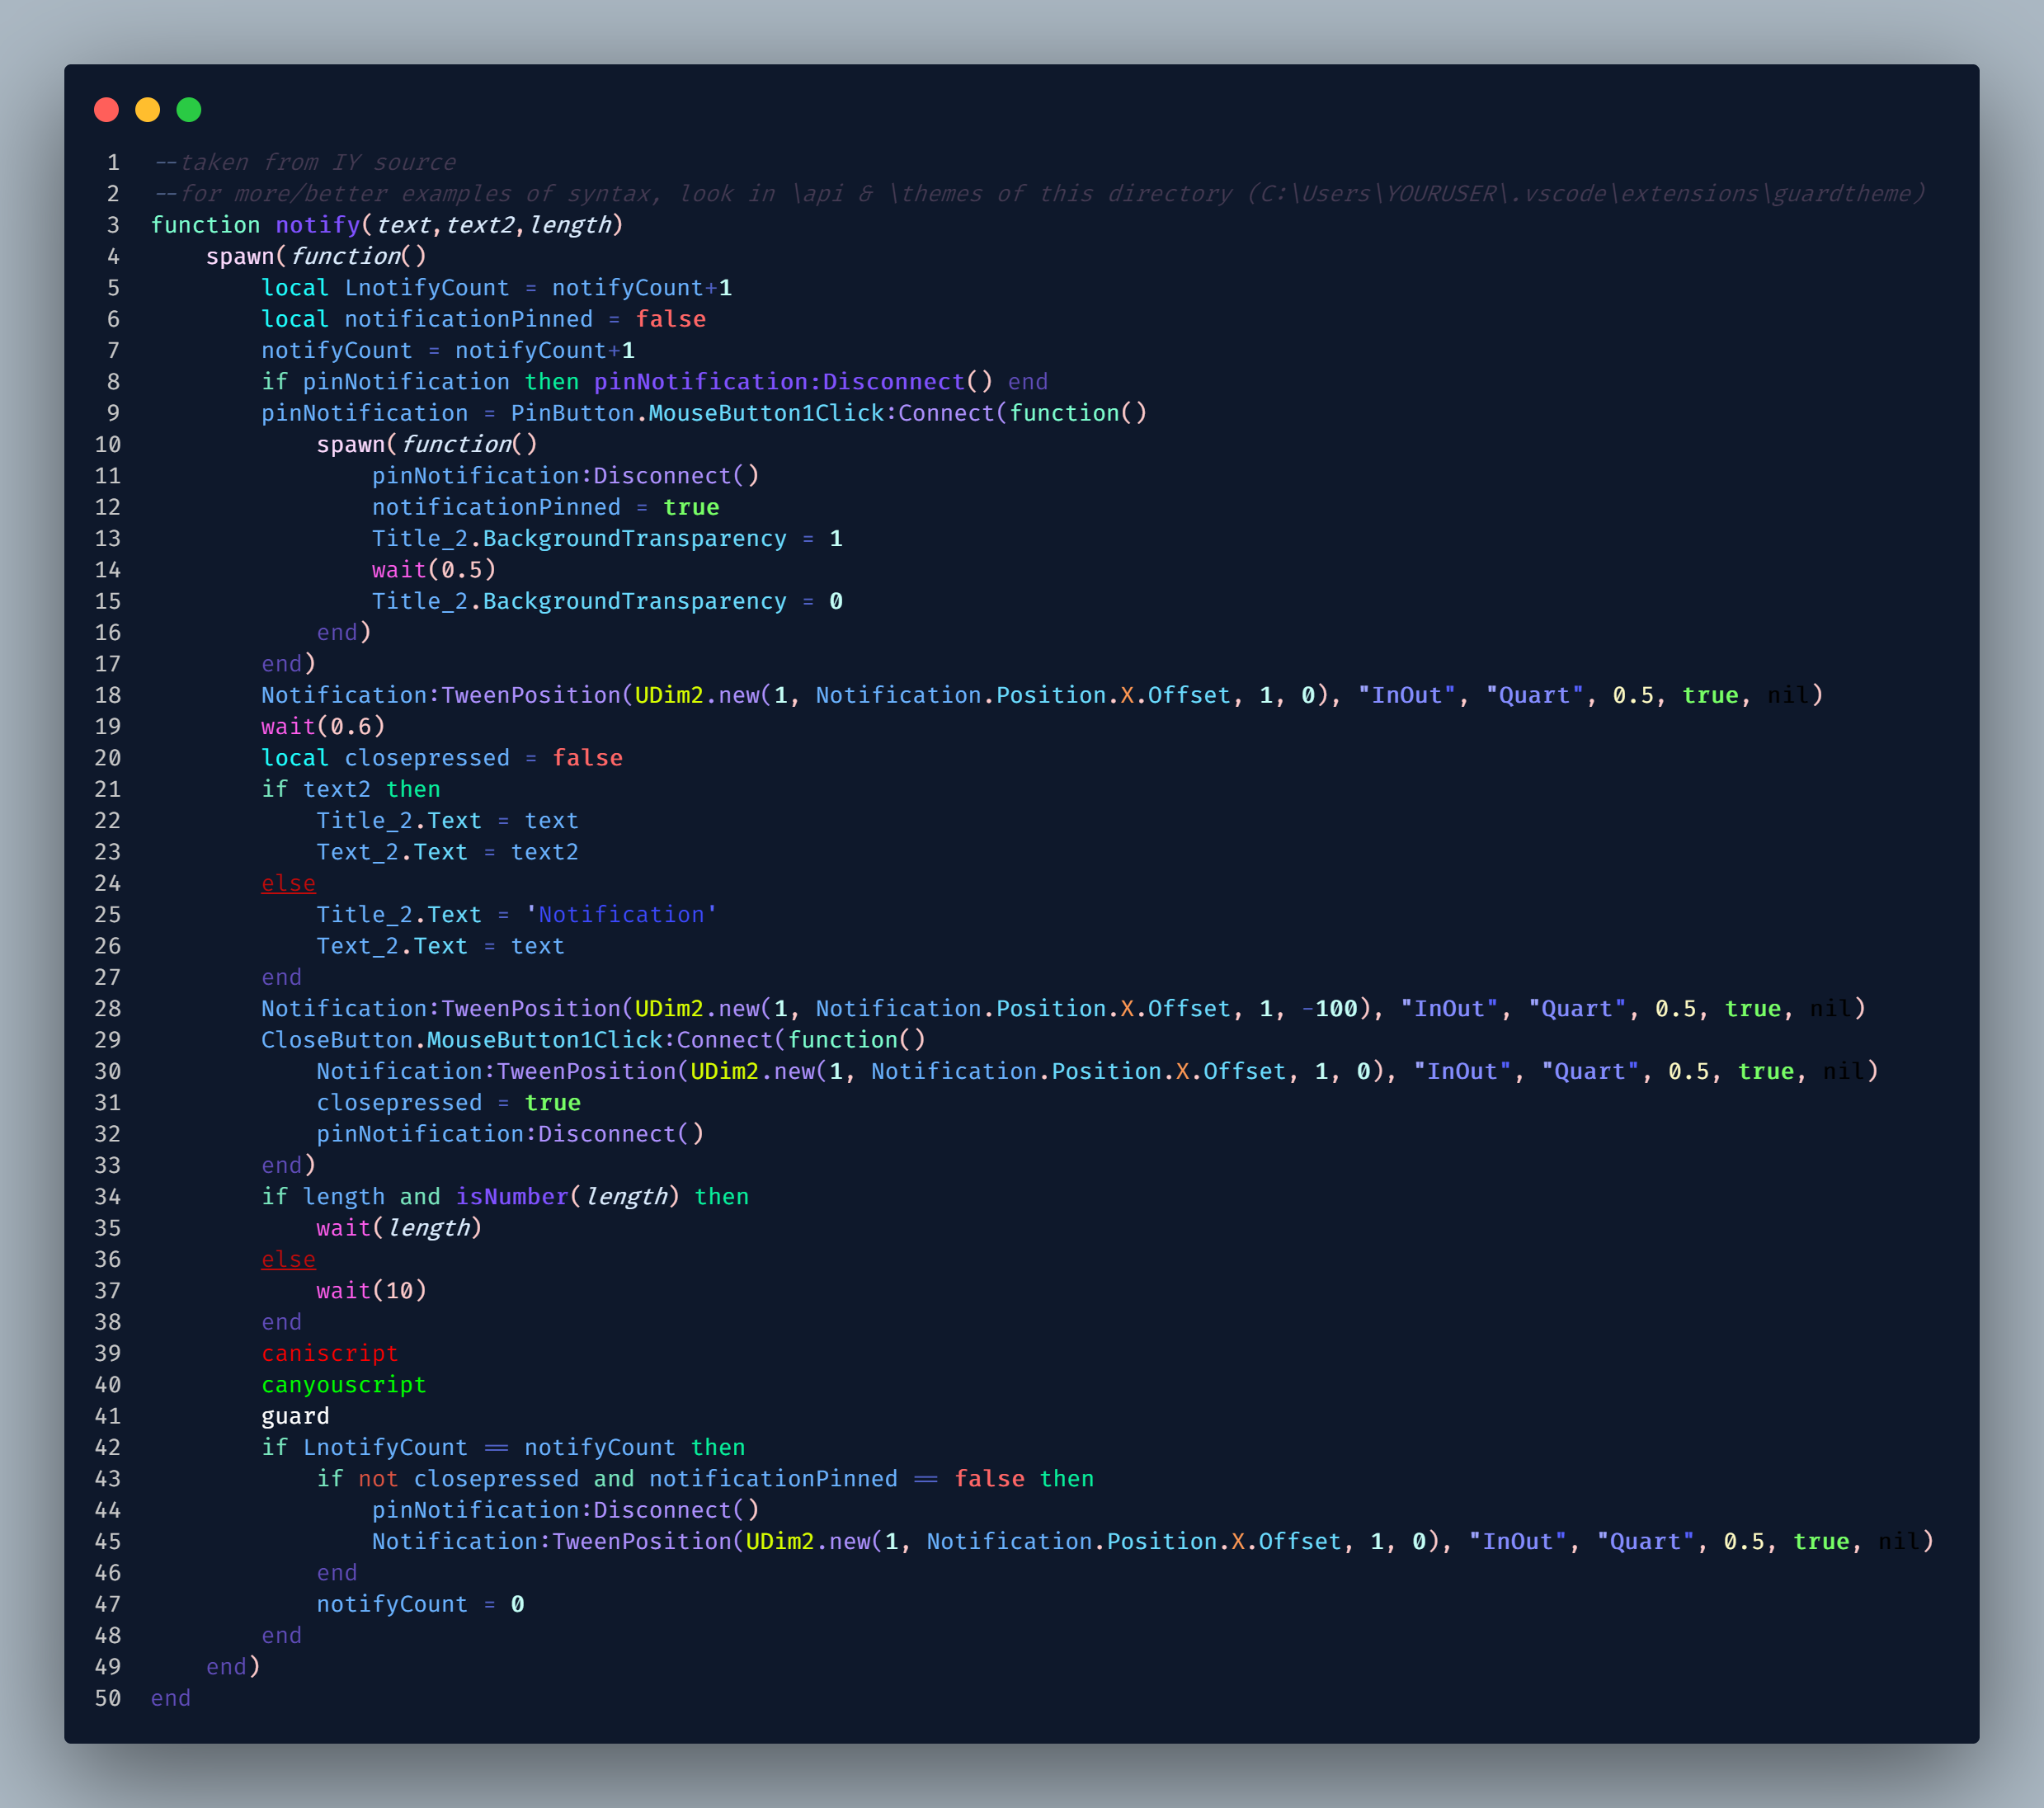 1 --taken from IY source
2 --for more/better examples of syntax, look in \api & \themes of this directory (C:\Users\YOURUSER\.vscode\extensions\guardtheme)
3 function notify(text,text2,length)
4     spawn(function()
5         local LnotifyCount = notifyCount+1
6         local notificationPinned = false
7         notifyCount = notifyCount+1
8         if pinNotification then pinNotification:Disconnect() end
9         pinNotification = PinButton.MouseButton1Click:Connect(function()
10             spawn(function()
11                 pinNotification:Disconnect()
12                 notificationPinned = true
13                 Title_2.BackgroundTransparency = 1
14                 wait(0.5)
15                 Title_2.BackgroundTransparency = 0
16             end)
17         end)
18         Notification:TweenPosition(UDim2.new(1, Notification.Position.X.Offset, 1, 0), "InOut", "Quart", 0.5, true, nil)
19         wait(0.6)
20         local closepressed = false
21         if text2 then
22             Title_2.Text = text
23             Text_2.Text = text2
24         else
25             Title_2.Text = 'Notification'
26             Text_2.Text = text
27         end
28         Notification:TweenPosition(UDim2.new(1, Notification.Position.X.Offset, 1, -100), "InOut", "Quart", 0.5, true, nil)
29         CloseButton.MouseButton1Click:Connect(function()
30             Notification:TweenPosition(UDim2.new(1, Notification.Position.X.Offset, 1, 0), "InOut", "Quart", 0.5, true, nil)
31             closepressed = true
32             pinNotification:Disconnect()
33         end)
34         if length and isNumber(length) then
35             wait(length)
36         else
37             wait(10)
38         end
39         caniscript
40         canyouscript
41         guard
42         if LnotifyCount == notifyCount then
43             if not closepressed and notificationPinned == false then
44                 pinNotification:Disconnect()
45                 Notification:TweenPosition(UDim2.new(1, Notification.Position.X.Offset, 1, 0), "InOut", "Quart", 0.5, true, nil)
46             end
47             notifyCount = 0
48         end
49     end)
50 end